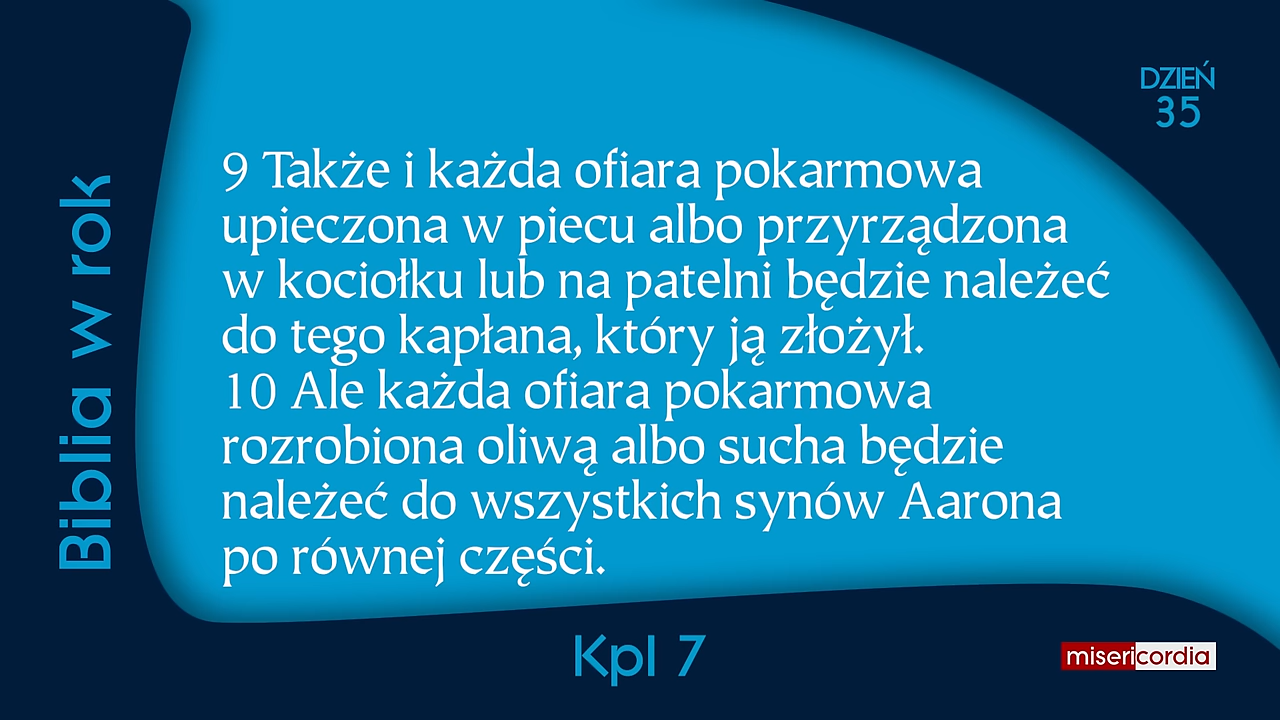 DZIEŃ
35
9 Także i każda ofiara pokarmowa
upieczona w piecu albo przyrządzona
w kociołku lub na patelni będzie należeć
do tego kapłana, który ją złożył.
10 Ale każda ofiara pokarmowa
rozrobiona oliwą albo sucha będzie
należeć do wszystkich synów Aarona
po równej części.
Biblia w rok
Kpl 7
misericordia